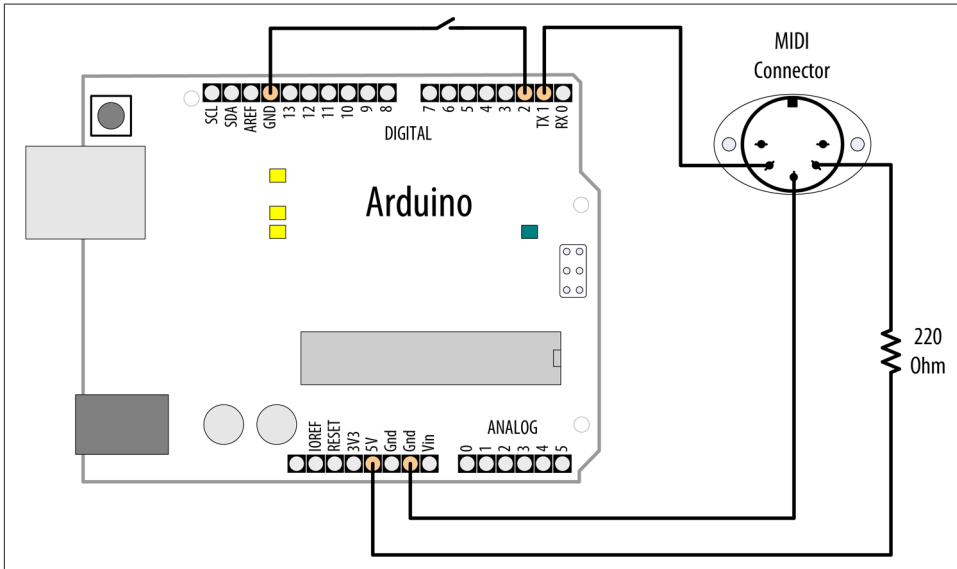 MIDI
Connector
SCL
SDA
AREF
GND
13
12
11
10
9
8
7
6
5
4
3
2
TX 1
RX 0
DIGITAL
Arduino
220
Ohm
IOREF
RESET
3V3
5V
Gnd
Gnd
Vin
ANALOG
0
1
2
3
4
5